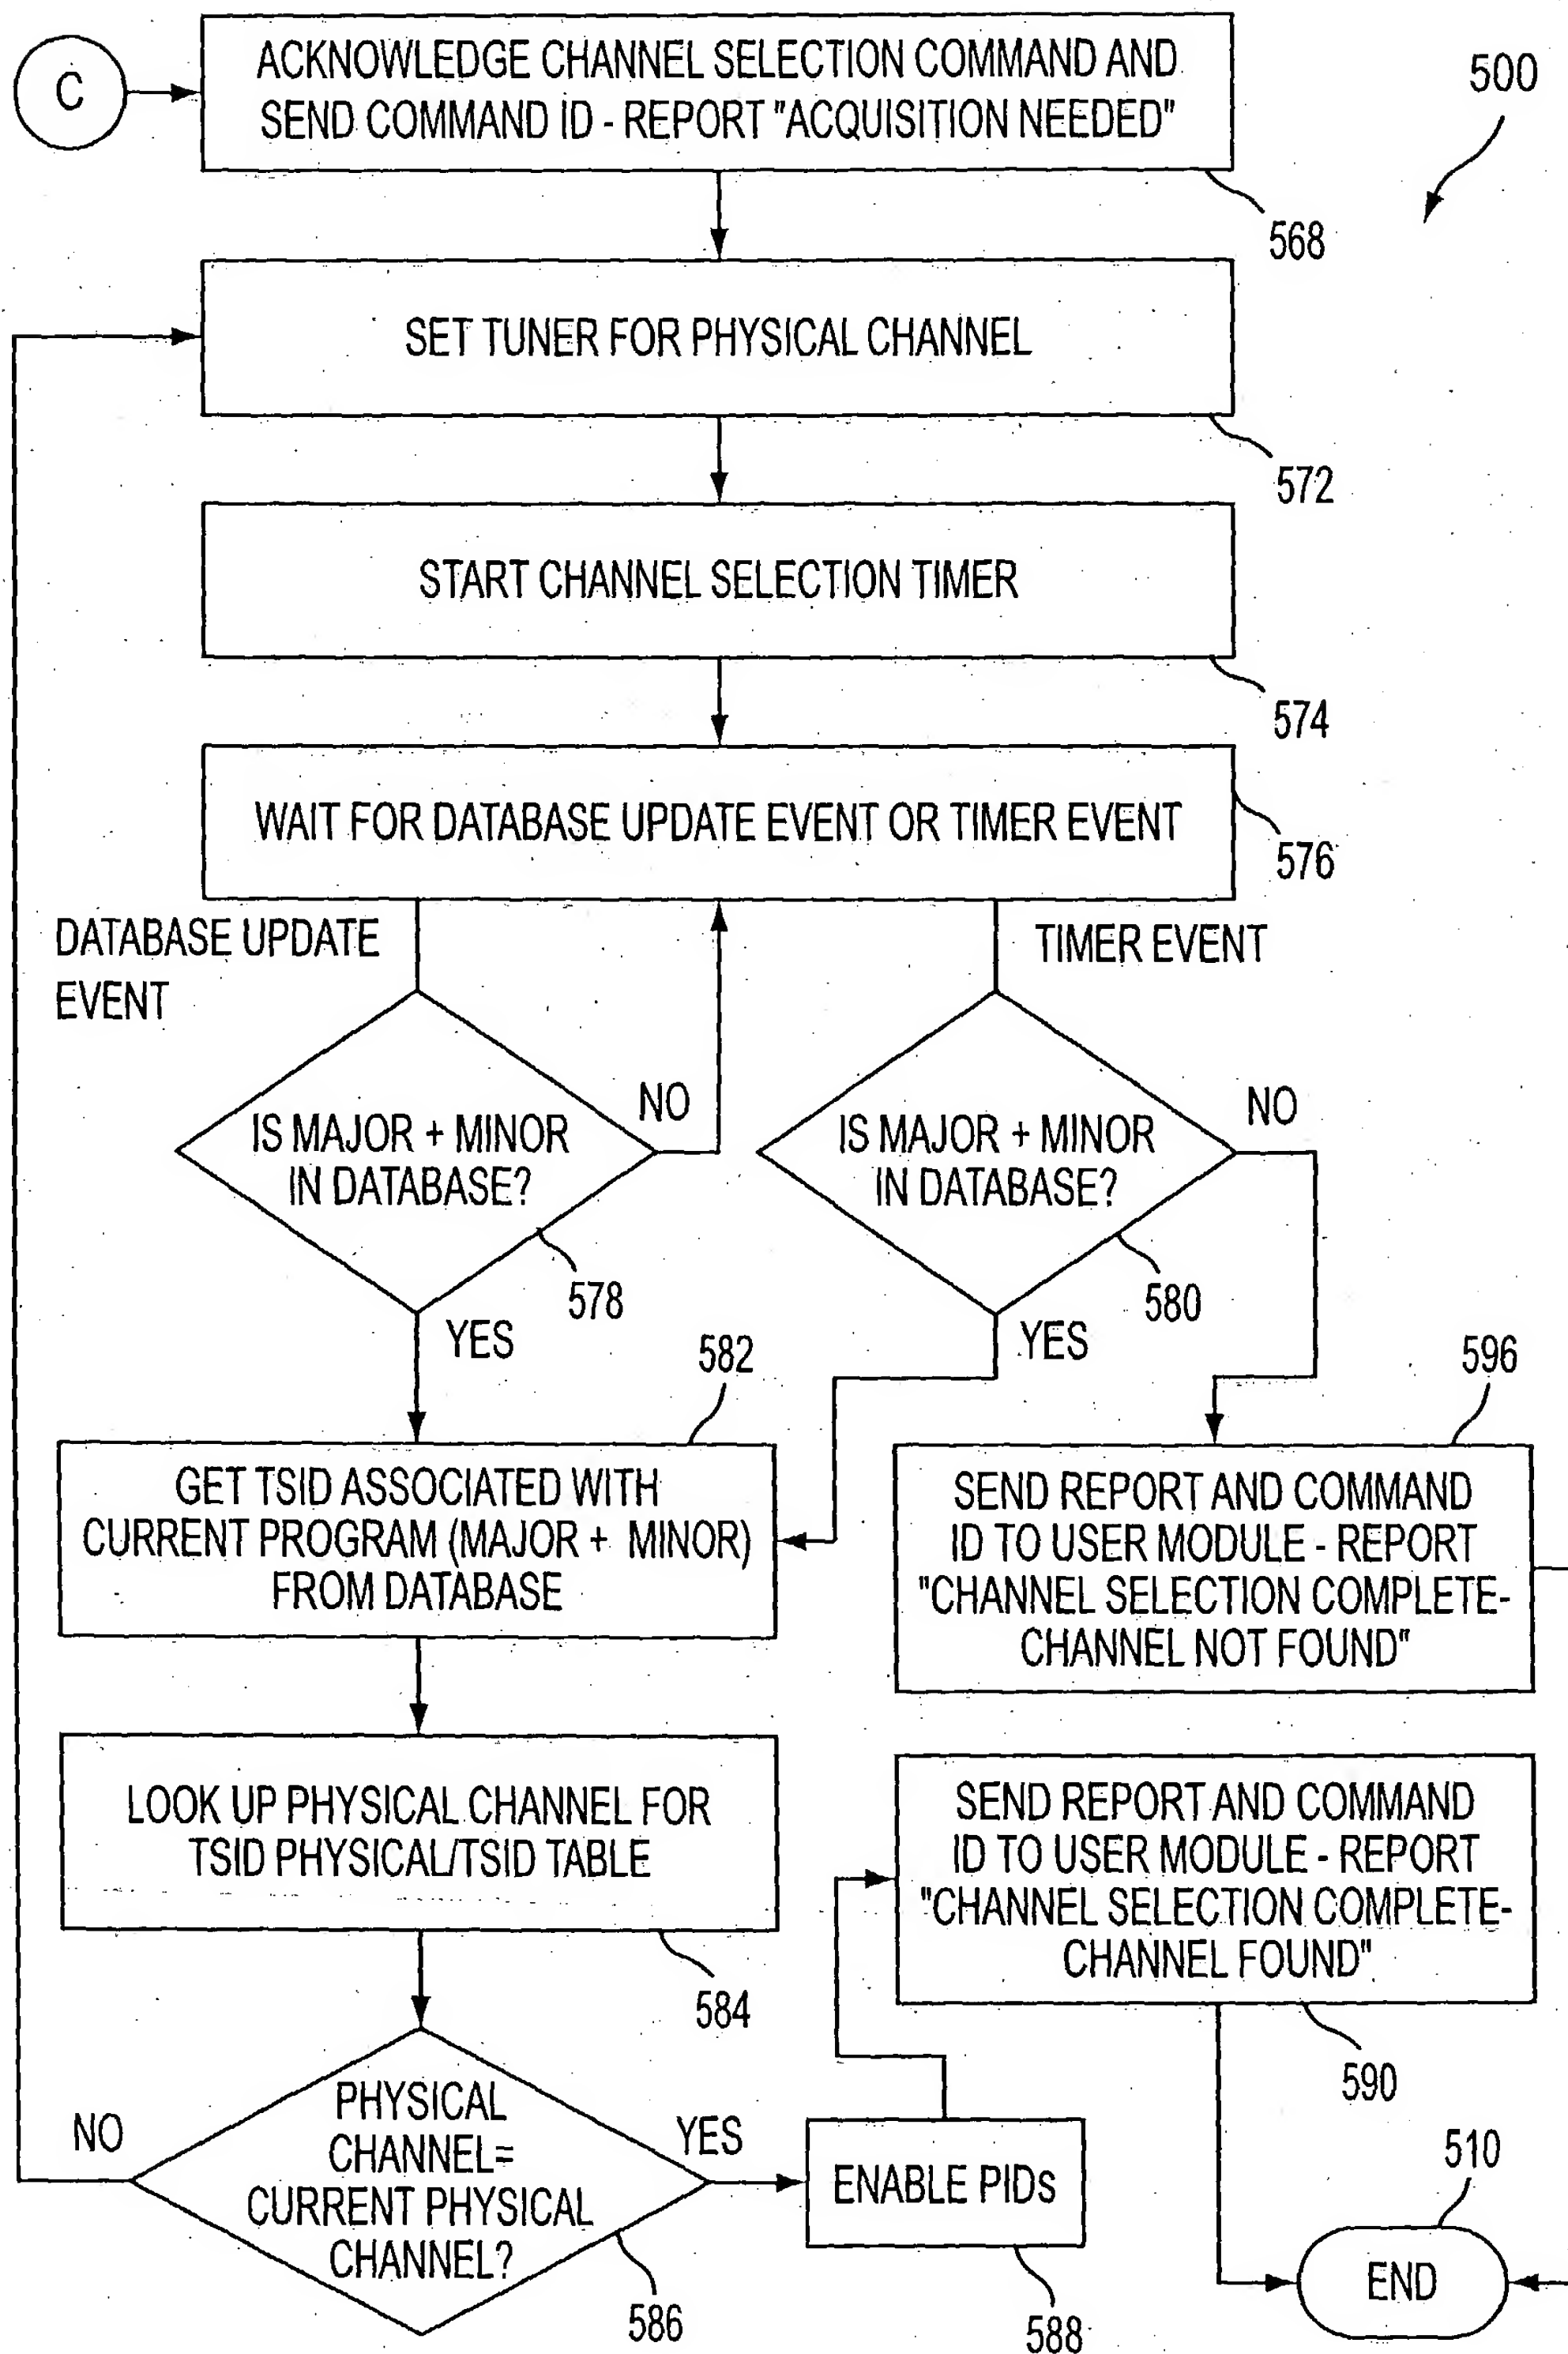 C
ACKNOWLEDGE CHANNEL SELECTION COMMAND AND
SEND COMMAND ID - REPORT "ACQUISITION NEEDED"
500
568
SET TUNER FOR PHYSICAL CHANNEL
572
START CHANNEL SELECTION TIMER
574
WAIT FOR DATABASE UPDATE EVENT OR TIMER EVENT
576
DATABASE UPDATE
EVENT
TIMER EVENT
IS MAJOR + MINOR
IN DATABASE?
NO
578
YES
IS MAJOR + MINOR
IN DATABASE?
NO
580
YES
582
GET TSID ASSOCIATED WITH
CURRENT PROGRAM (MAJOR + MINOR)
FROM DATABASE
596
SEND REPORT AND COMMAND
ID TO USER MODULE - REPORT
"CHANNEL SELECTION COMPLETE-
CHANNEL NOT FOUND"
LOOK UP PHYSICAL CHANNEL FOR
TSID PHYSICAL/TSID TABLE
584
SEND REPORT AND COMMAND
ID TO USER MODULE - REPORT
"CHANNEL SELECTION COMPLETE-
CHANNEL FOUND"
590
PHYSICAL
CHANNEL=
CURRENT PHYSICAL
CHANNEL?
NO
YES
586
ENABLE PIDs
588
510
END